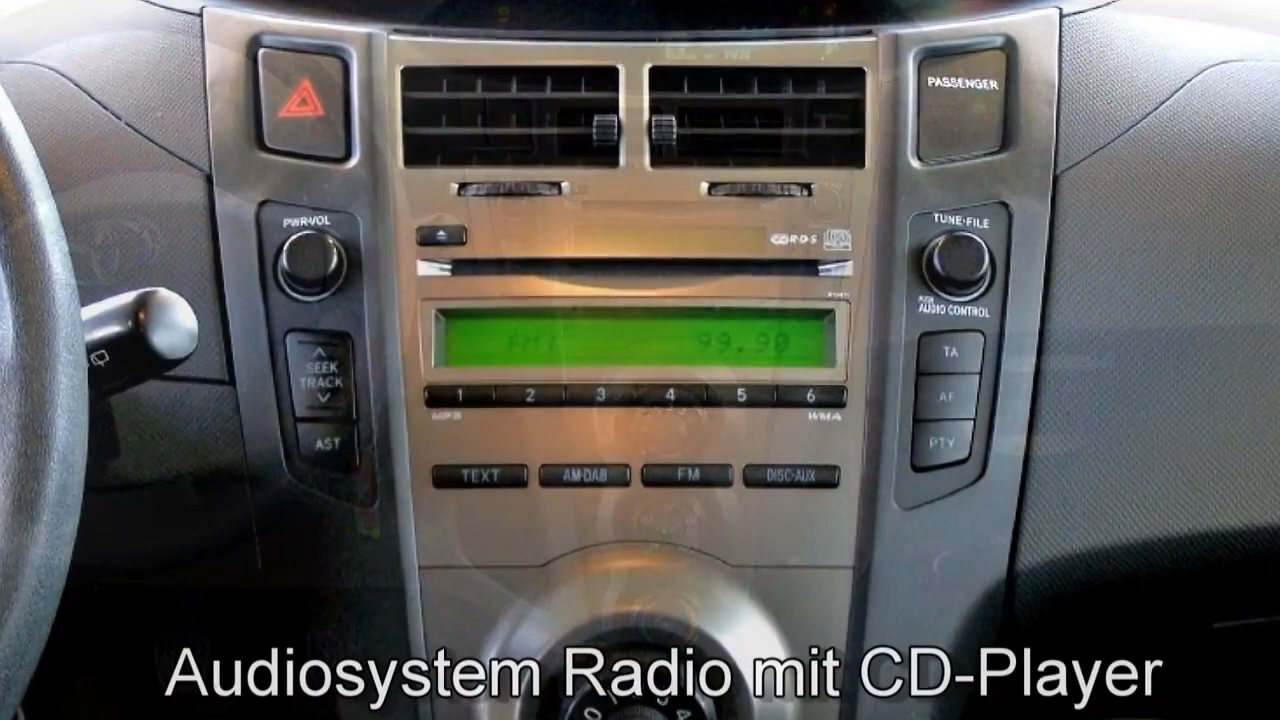 PASSENGER
PWR·VOL
TUNE·FILE
R·D·S
PUSH
AUDIO CONTROL
FM1 99.90
SEEK
TRACK
TA
1 2 3 4 5 6
AF
MP3 WMA
AST
PTY
TEXT AM·DAB FM DISC·AUX
Audiosystem Radio mit CD-Player